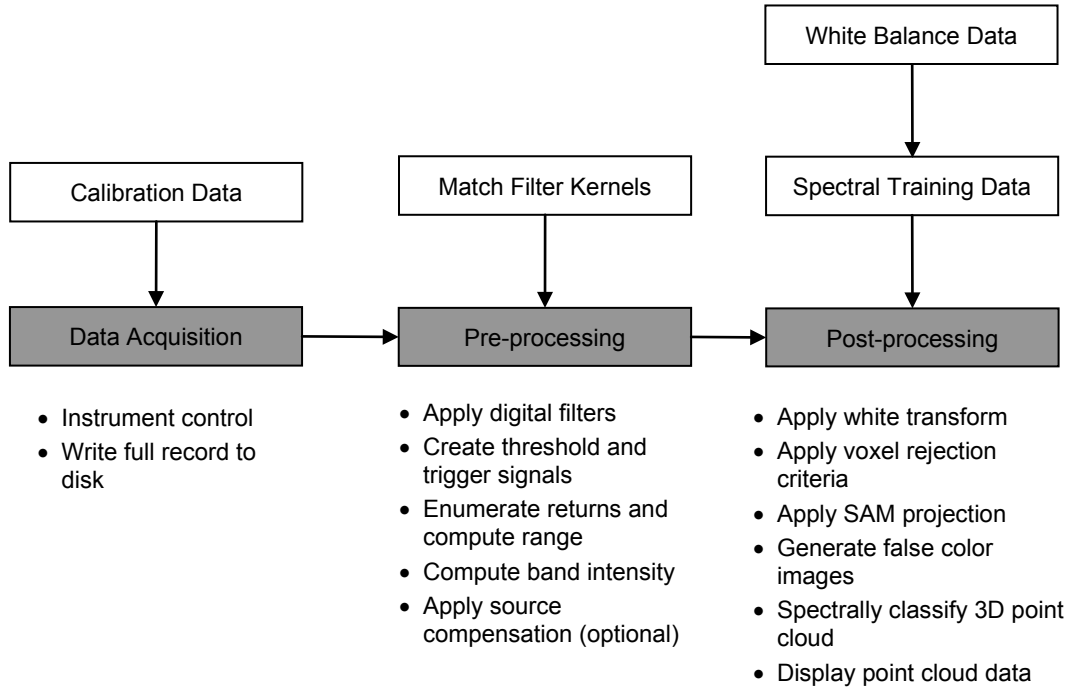 White Balance Data
Calibration Data
Match Filter Kernels
Spectral Training Data
Data Acquisition
Pre-processing
Post-processing
• Instrument control
• Write full record to
disk
• Apply digital filters
• Create threshold and
trigger signals
• Enumerate returns and
compute range
• Compute band intensity
• Apply source
compensation (optional)
• Apply white transform
• Apply voxel rejection
criteria
• Apply SAM projection
• Generate false color
images
• Spectrally classify 3D point
cloud
• Display point cloud data